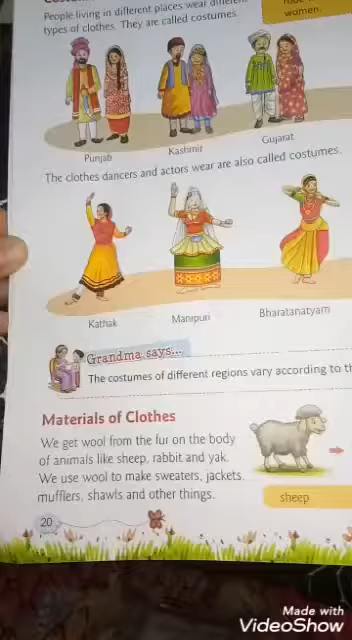 women.
People living in different places wear different
types of clothes. They are called costumes.
Punjab
Kashmir
Gujarat
The clothes dancers and actors wear are also called costumes.
Kathak
Manipuri
Bharatanatyam
Grandma says...
The costumes of different regions vary according to
Materials of Clothes
We get wool from the fur on the body
of animals like sheep, rabbit and yak.
We use wool to make sweaters, jackets,
mufflers, shawls and other things.
sheep
20
Made with
VideoShow